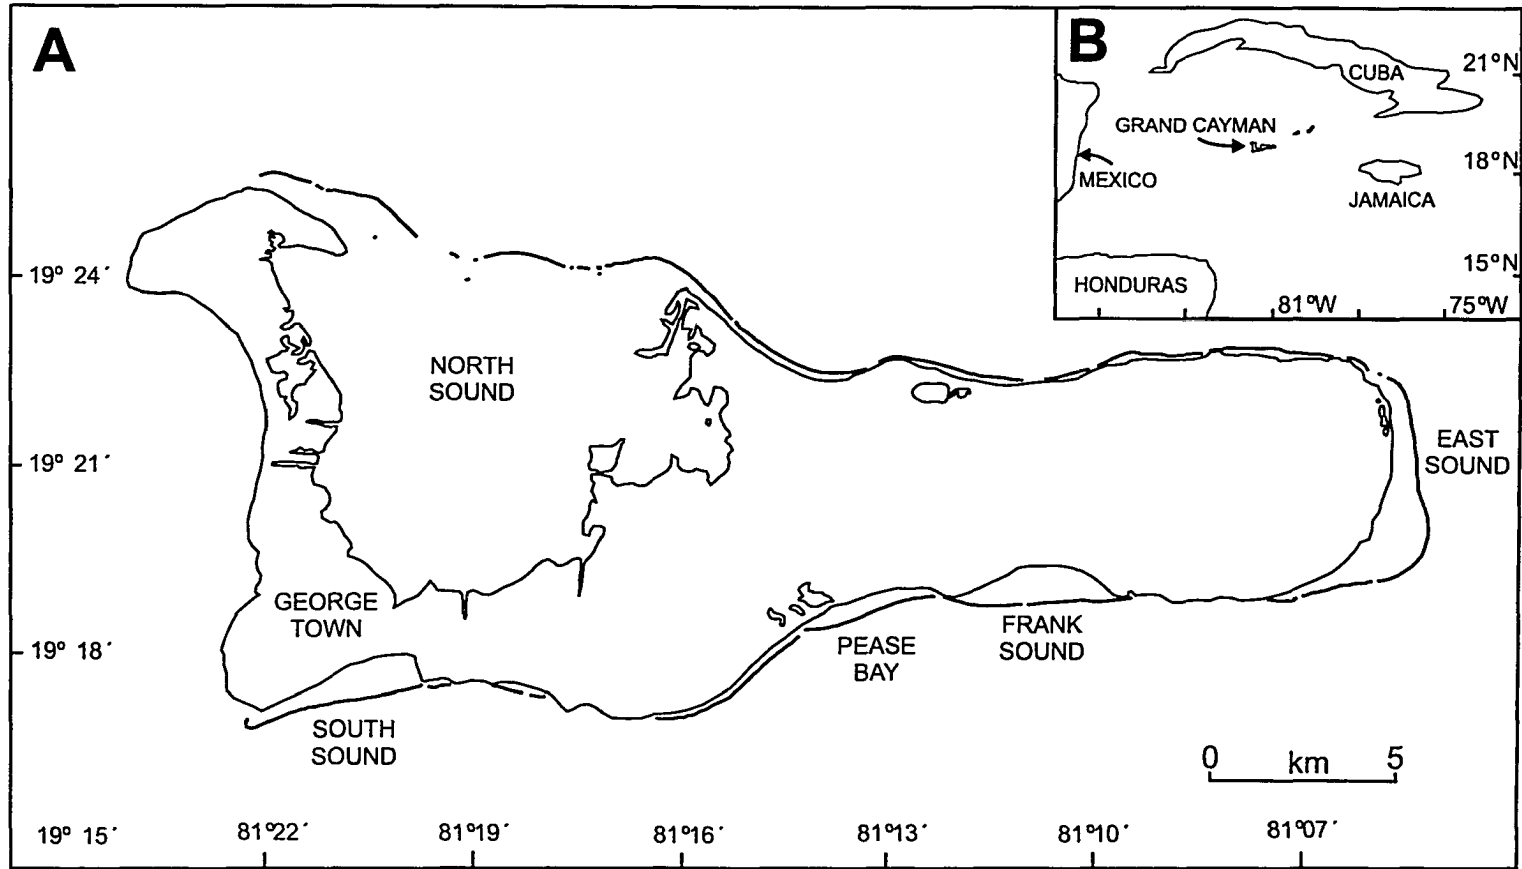 A
B
CUBA
21°N
GRAND CAYMAN
18°N
MEXICO
JAMAICA
15°N
HONDURAS
81°W
75°W
19° 24′
NORTH
SOUND
EAST
SOUND
19° 21′
GEORGE
TOWN
FRANK
SOUND
19° 18′
PEASE
BAY
SOUTH
SOUND
0 km 5
19° 15′
81°22′
81°19′
81°16′
81°13′
81°10′
81°07′